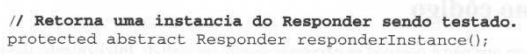 // Retorna uma instancia do Responder sendo testado.
protected abstract Responder responderInstance();